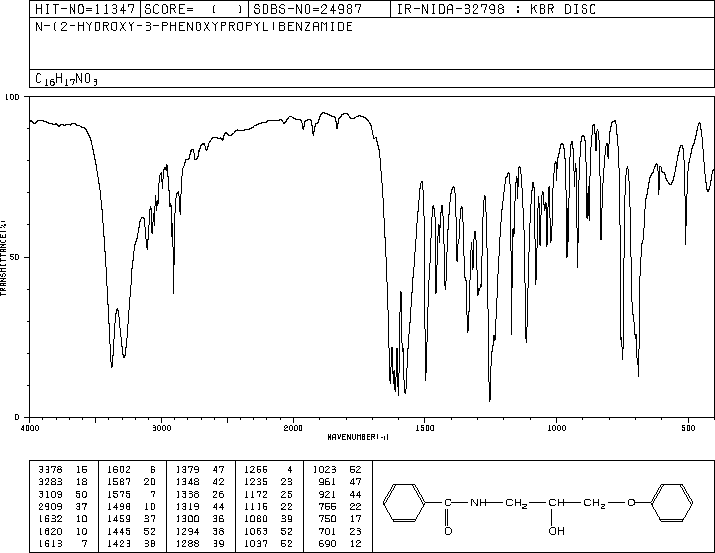 HIT-NO=11347 SCORE= ( ) SDBS-NO=24987 IR-NIDA-32798 : KBR DISC
N-(2-HYDROXY-3-PHENOXYPROPYL)BENZAMIDE
C16H17NO3
100
50
0
TRANSMITTANCE(%)
4000 3000 2000 1500 1000 500
WAVENUMBER(-1)
3378 15 1602 6 1379 47 1266 4 1023 52
3283 18 1587 20 1348 42 1235 23 961 47
3109 50 1575 7 1338 26 1172 25 921 44
2909 37 1498 10 1319 44 1116 22 755 22
1632 10 1459 37 1300 36 1080 39 750 17
1620 10 1445 52 1294 38 1063 52 701 23
1613 7 1423 38 1288 39 1037 52 690 12
C NH CH2 CH CH2 O
O OH